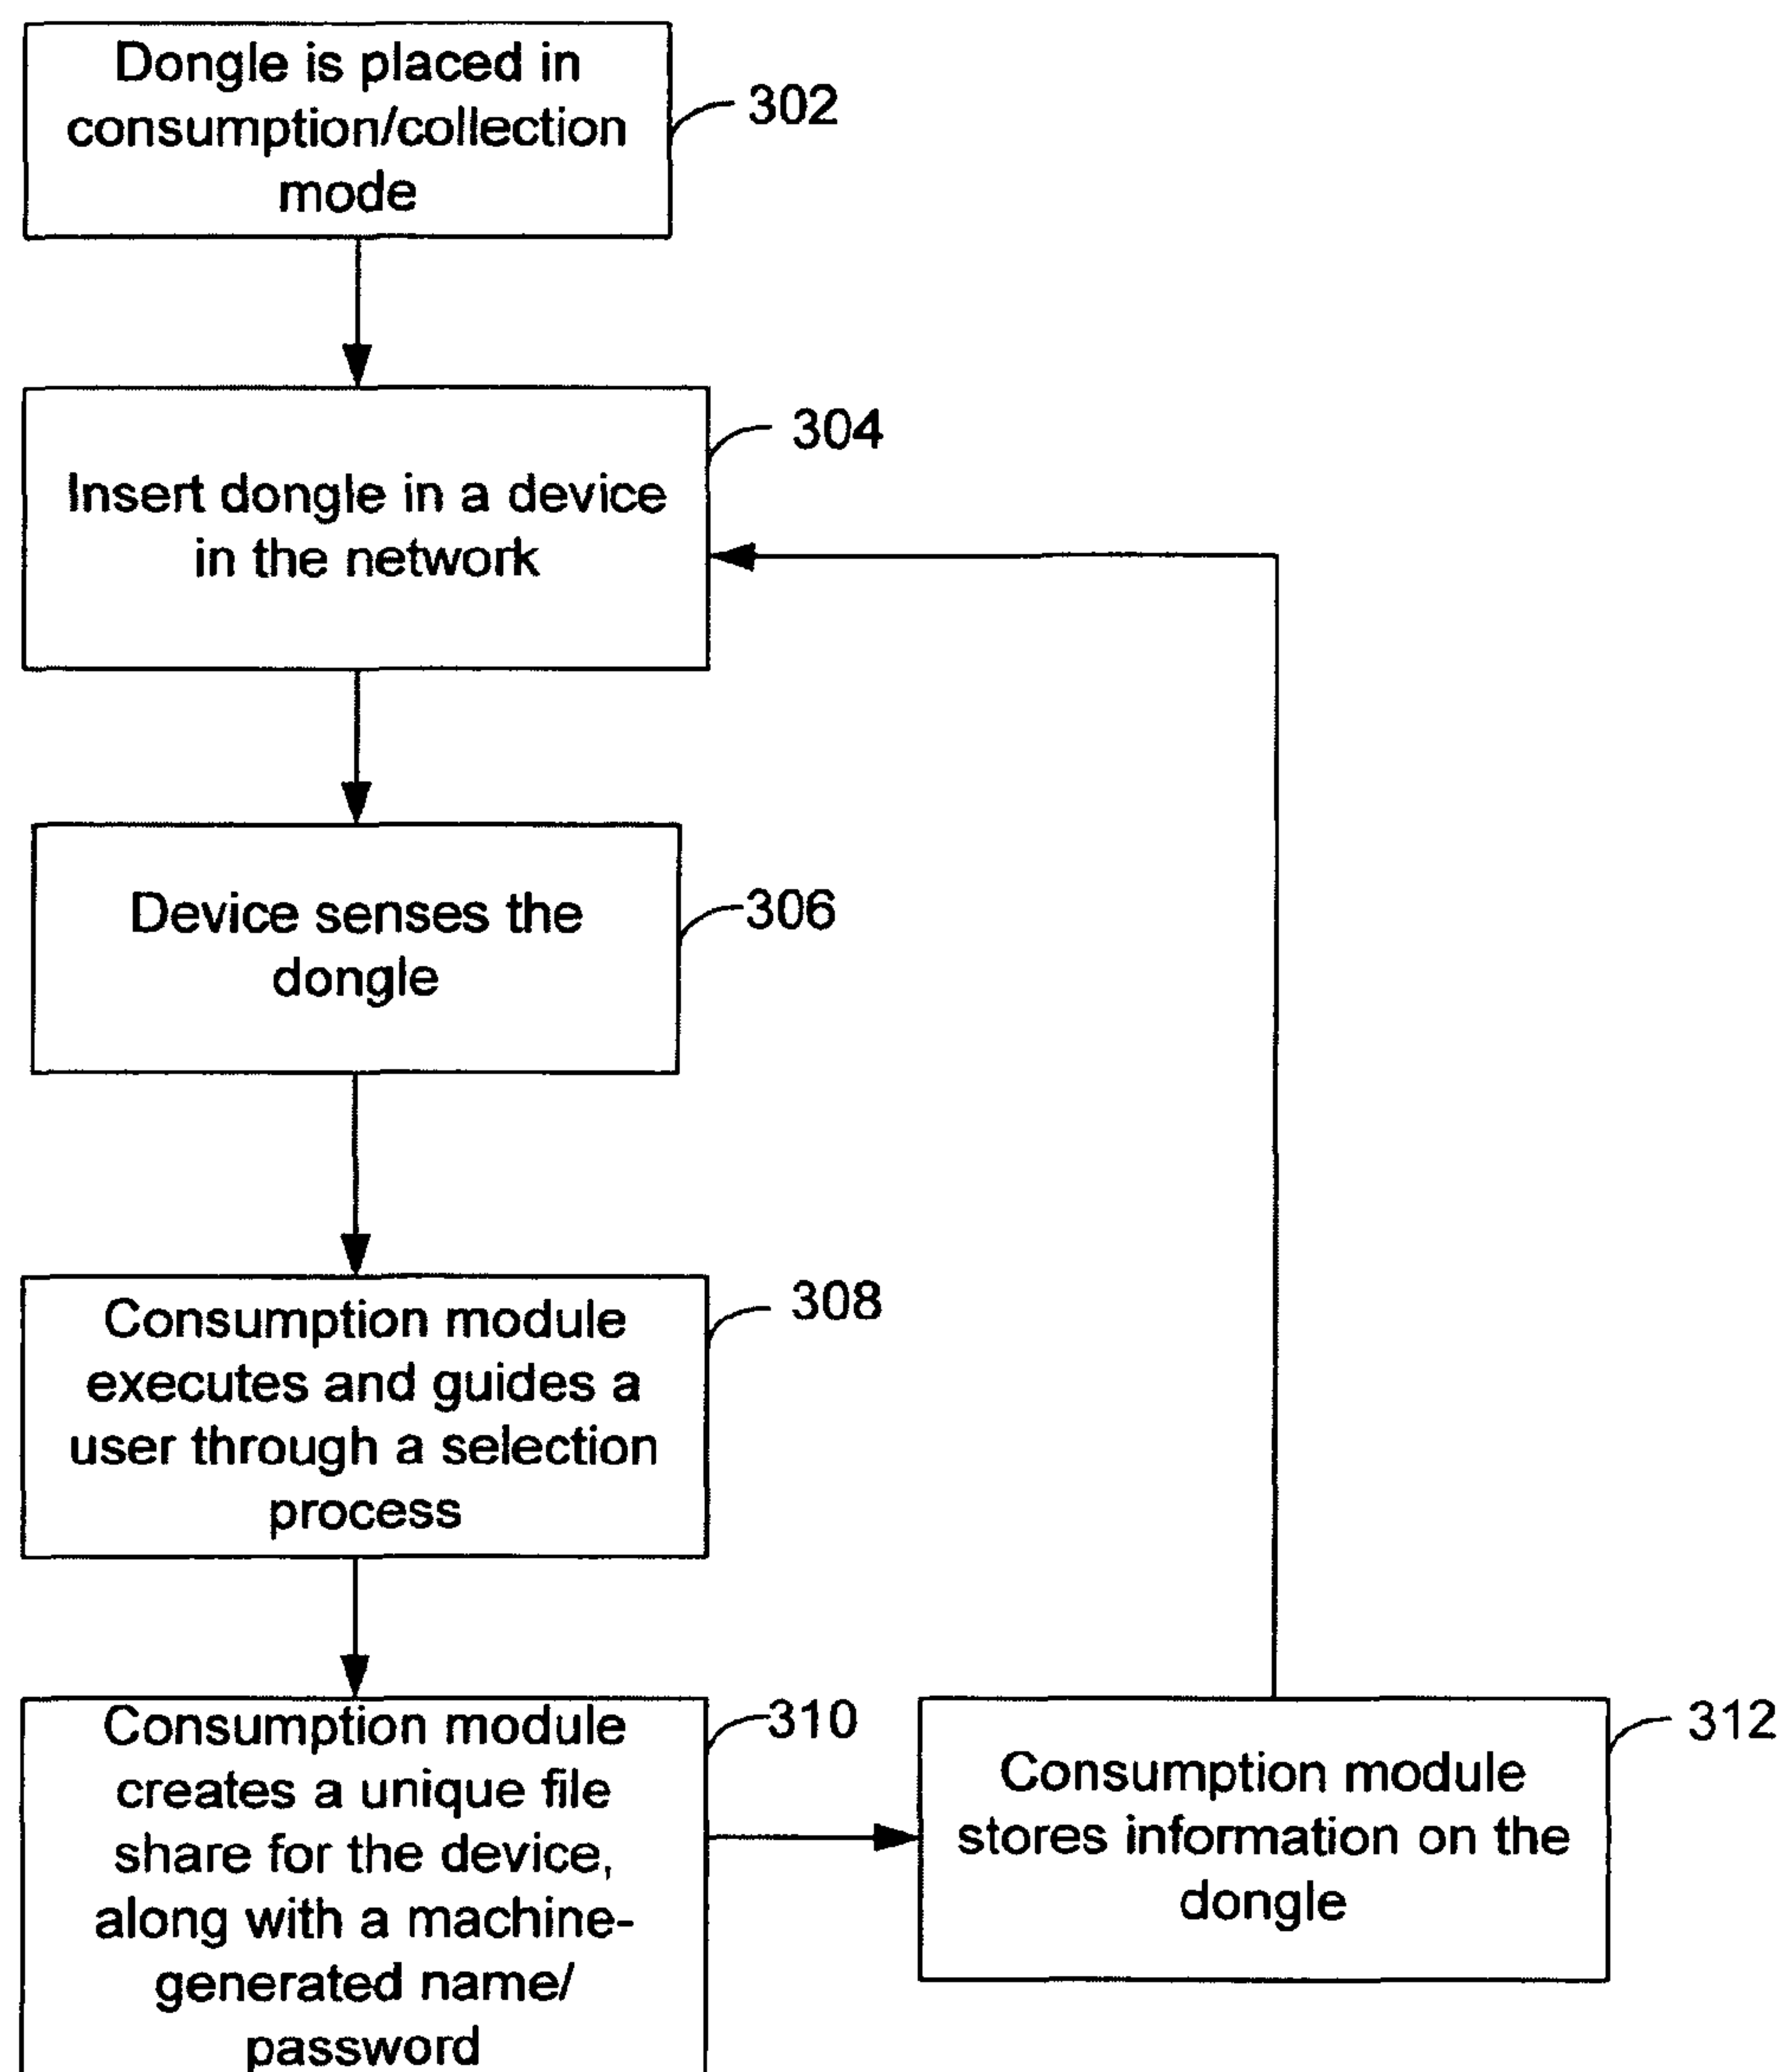 Dongle is placed in
consumption/collection
mode
302
Insert dongle in a device
in the network
304
Device senses the
dongle
306
Consumption module
executes and guides a
user through a selection
process
308
Consumption module
creates a unique file
share for the device,
along with a machine-
generated name/
password
310
Consumption module
stores information on the
dongle
312